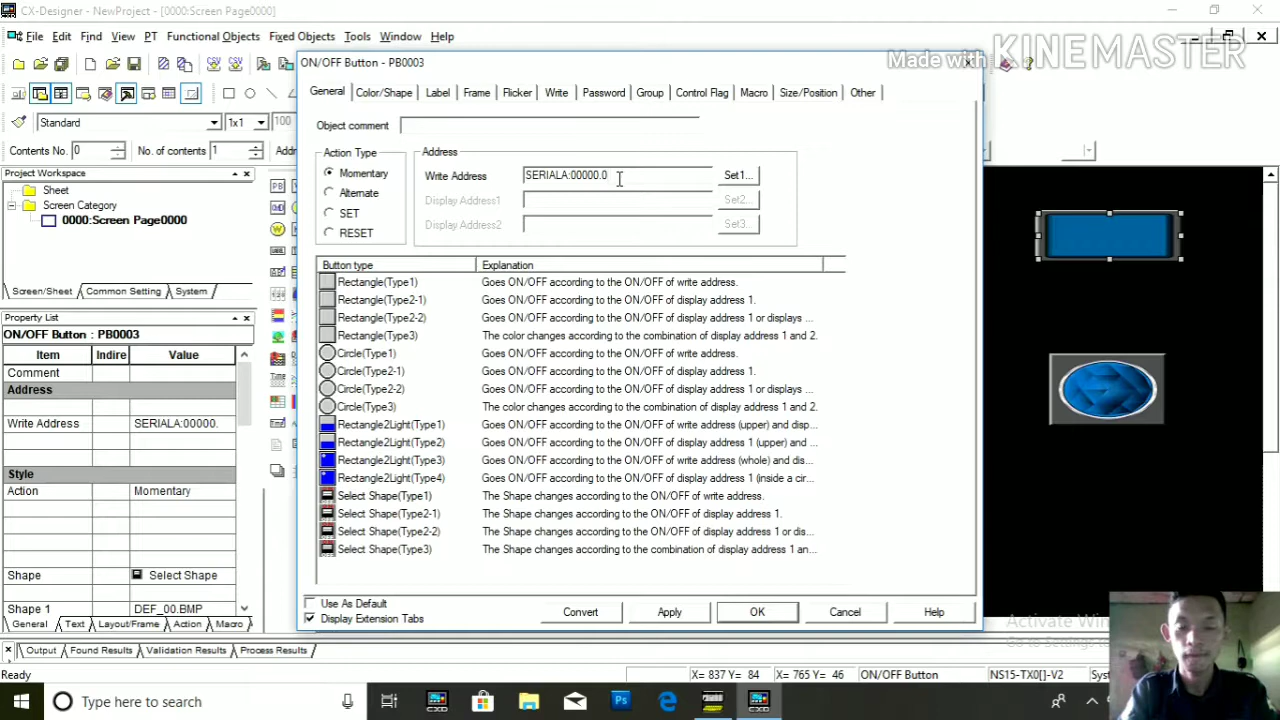 CX-Designer - NewProject - [0000:Screen Page0000]
File Edit Find View PT Functional Objects Fixed Objects Tools Window Help
Made with KINEMASTER
ON/OFF Button - PB0003
General Color/Shape Label Frame Flicker Write Password Group Control Flag Macro Size/Position Other
Standard 1x1 100
Object comment
Contents No. 0 No. of contents 1 Addr
Action Type
Momentary
Alternate
SET
RESET
Address
Write Address SERIALA:00000.0 Set1...
Display Address1 Set2...
Display Address2 Set3...
Project Workspace
Sheet
Screen Category
0000:Screen Page0000
Screen/Sheet Common Setting System
Property List
ON/OFF Button : PB0003
Item Indire Value
Comment
Address
Write Address SERIALA:00000.
Style
Action Momentary
Shape Select Shape
Shape 1 DEF_00.BMP
General Text Layout/Frame Action Macro
Button type Explanation
Rectangle(Type1) Goes ON/OFF according to the ON/OFF of write address.
Rectangle(Type2-1) Goes ON/OFF according to the ON/OFF of display address 1.
Rectangle(Type2-2) Goes ON/OFF according to the ON/OFF of display address 1 or displays ...
Rectangle(Type3) The color changes according to the combination of display address 1 and 2.
Circle(Type1) Goes ON/OFF according to the ON/OFF of write address.
Circle(Type2-1) Goes ON/OFF according to the ON/OFF of display address 1.
Circle(Type2-2) Goes ON/OFF according to the ON/OFF of display address 1 or displays ...
Circle(Type3) The color changes according to the combination of display address 1 and 2.
Rectangle2Light(Type1) Goes ON/OFF according to the ON/OFF of write address (upper) and disp...
Rectangle2Light(Type2) Goes ON/OFF according to the ON/OFF of display address 1 (upper) and ...
Rectangle2Light(Type3) Goes ON/OFF according to the ON/OFF of write address (whole) and dis...
Rectangle2Light(Type4) Goes ON/OFF according to the ON/OFF of display address 1 (inside a cir...
Select Shape(Type1) The Shape changes according to the ON/OFF of write address.
Select Shape(Type2-1) The Shape changes according to the ON/OFF of display address 1.
Select Shape(Type2-2) The Shape changes according to the ON/OFF of display address 1 or dis...
Select Shape(Type3) The Shape changes according to the combination of display address 1 an...
Use As Default
Display Extension Tabs
Convert Apply OK Cancel Help
Output Found Results Validation Results Process Results
Ready X= 837 Y= 84 X= 765 Y= 46 ON/OFF Button NS15-TX0[]-V2
Type here to search